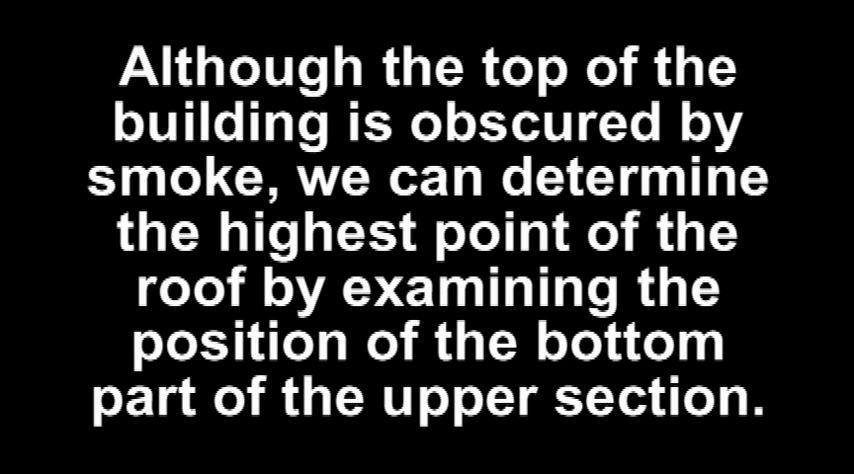 Although the top of the
building is obscured by
smoke, we can determine
the highest point of the
roof by examining the
position of the bottom
part of the upper section.